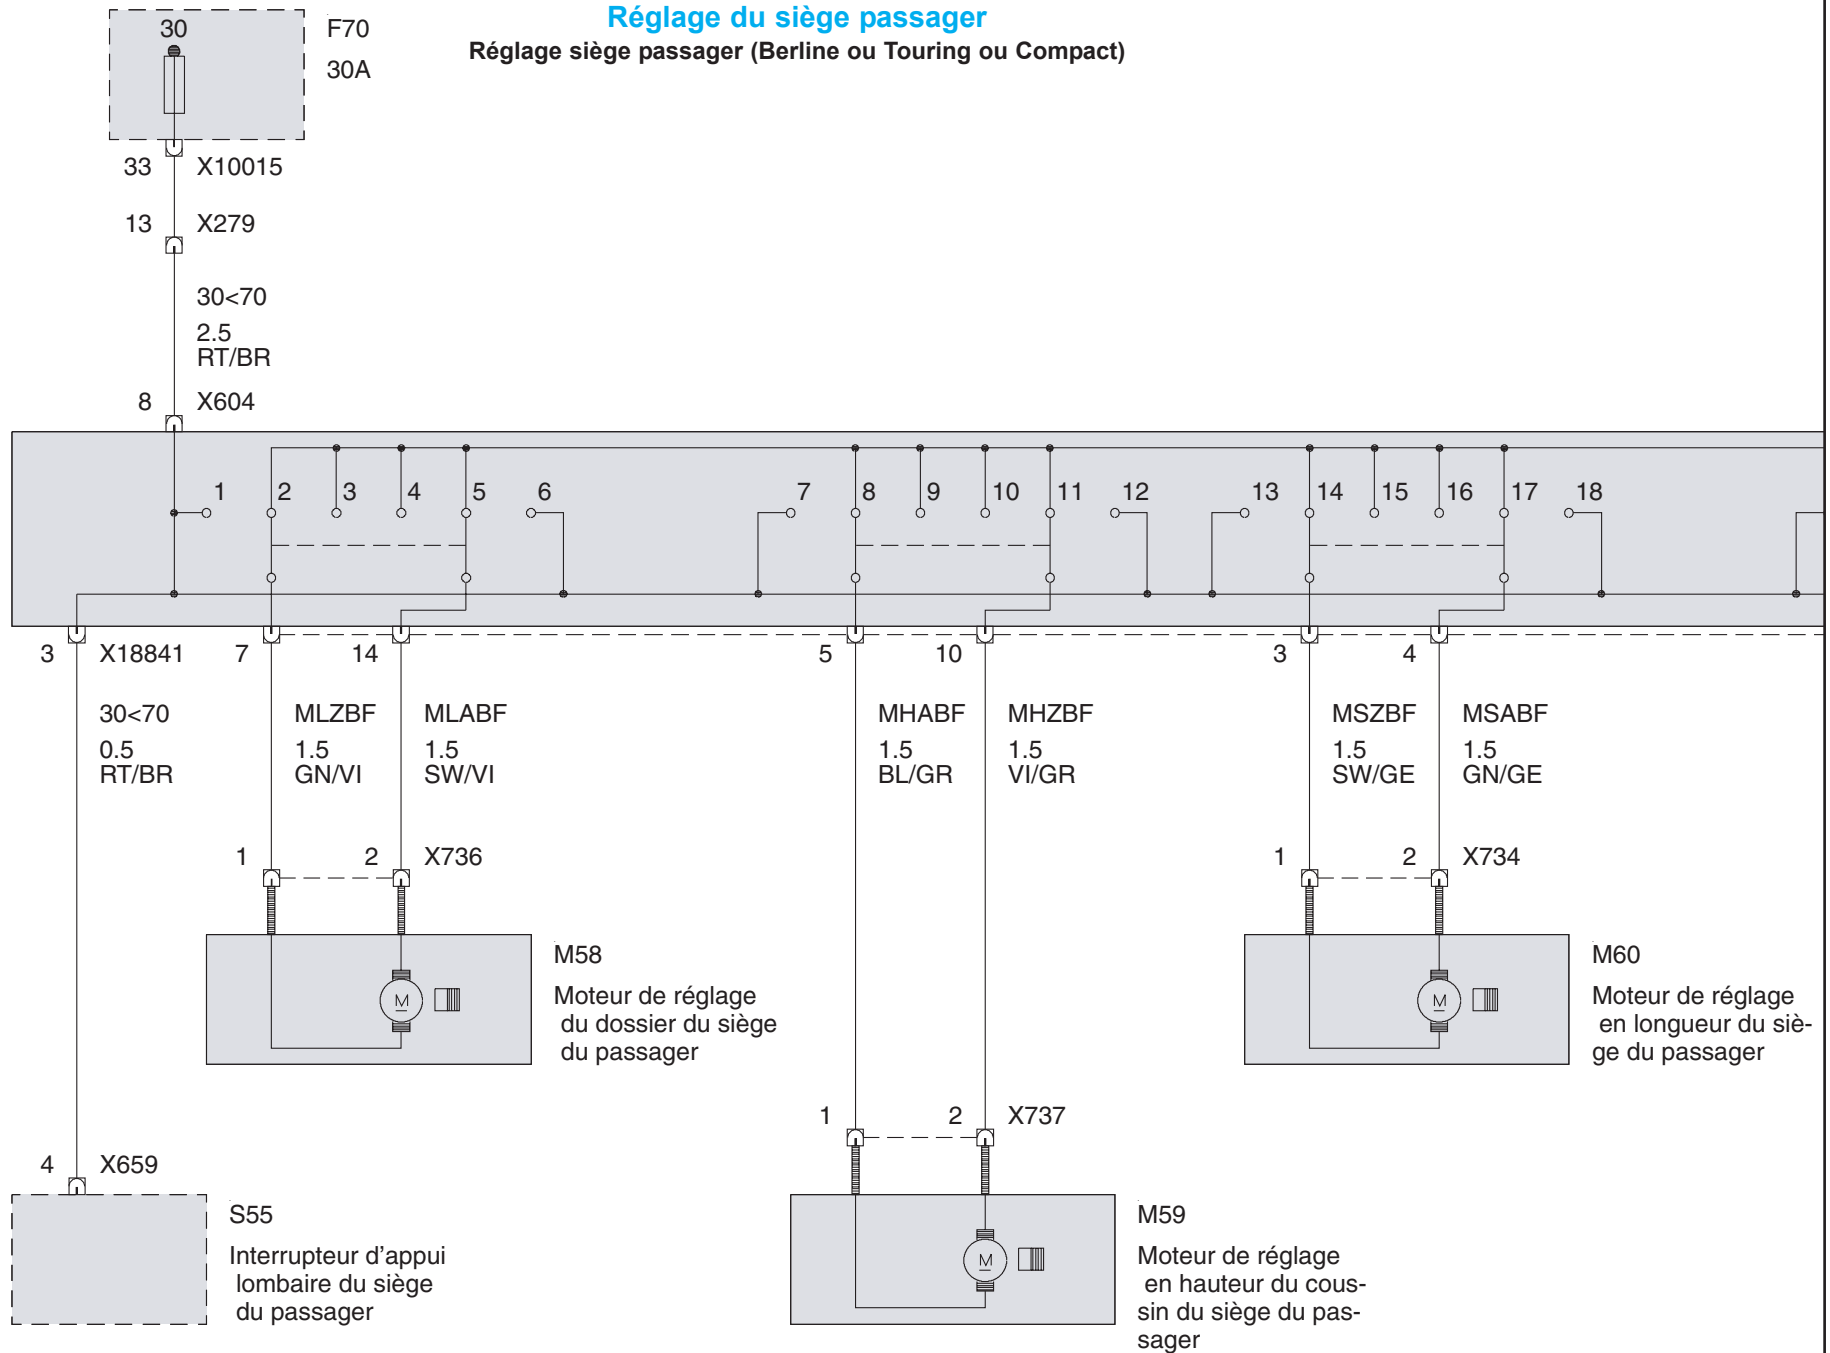 Réglage du siège passager
Réglage siège passager (Berline ou Touring ou Compact)
30
F70
30A
33 X10015
13 X279
30<70
2.5
RT/BR
8 X604
1 2 3 4 5 6 7 8 9 10 11 12 13 14 15 16 17 18
3 X18841 7 14 5 10 3 4
30<70 MLZBF MLABF MHABF MHZBF MSZBF MSABF
0.5 1.5 1.5 1.5 1.5 1.5 1.5
RT/BR GN/VI SW/VI BL/GR VI/GR SW/GE GN/GE
1 2 X736
1 2 X734
M
M58
Moteur de réglage
du dossier du siège
du passager
M
M60
Moteur de réglage
en longueur du siè-
ge du passager
1 2 X737
4 X659
S55
Interrupteur d'appui
lombaire du siège
du passager
M
M59
Moteur de réglage
en hauteur du cous-
sin du siège du pas-
sager